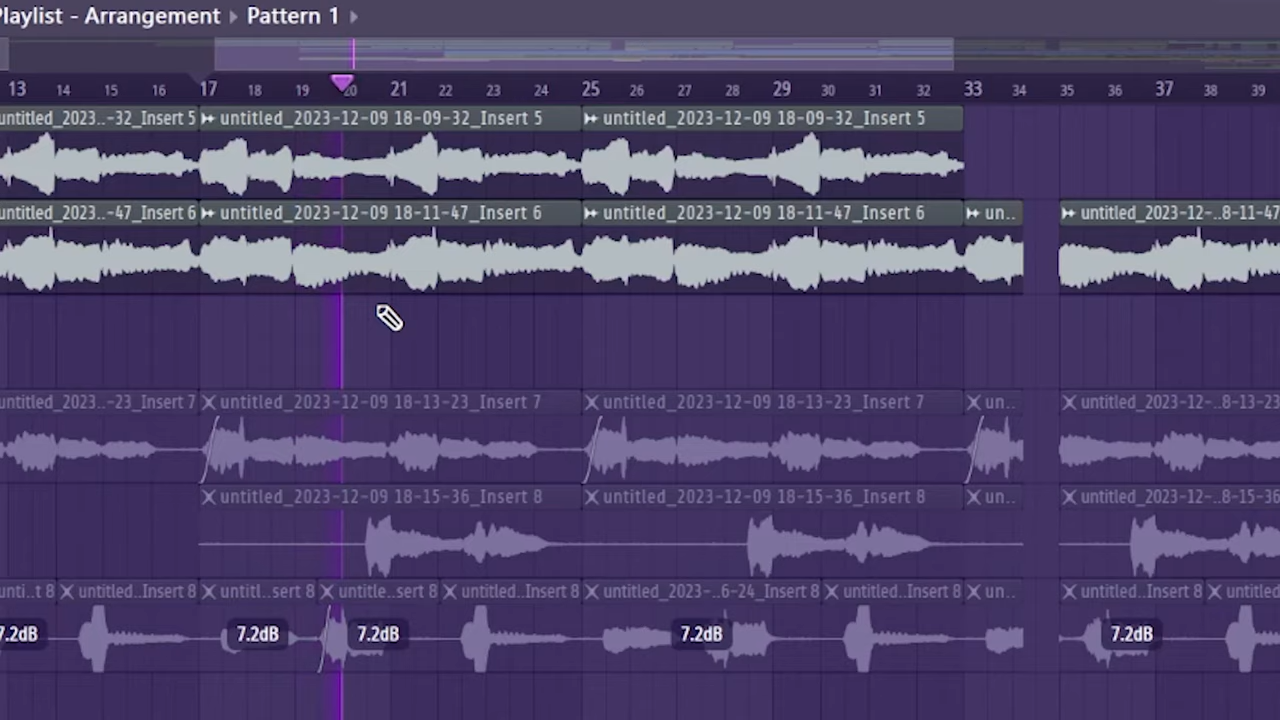 Playlist - Arrangement Pattern 1
13 14 15 16 17 18 19 20 21 22 23 24 25 26 27 28 29 30 31 32 33 34 35 36 37 38 39
untitled_2023..-32_Insert 5 untitled_2023-12-09 18-09-32_Insert 5 untitled_2023-12-09 18-09-32_Insert 5
untitled_2023..-47_Insert 6 untitled_2023-12-09 18-11-47_Insert 6 untitled_2023-12-09 18-11-47_Insert 6 un.. untitled_2023-12-..8-11-47
untitled_2023..-23_Insert 7 untitled_2023-12-09 18-13-23_Insert 7 untitled_2023-12-09 18-13-23_Insert 7 un.. untitled_2023-12-..8-13-23
untitled_2023-12-09 18-15-36_Insert 8 untitled_2023-12-09 18-15-36_Insert 8 un.. untitled_2023-12-..8-15-36
unti..t 8 untitled..Insert 8 untitl..sert 8 untitle..sert 8 untitled..Insert 8 untitled_2023-..6-24_Insert 8 untitled..Insert 8 un.. untitled..Insert 8 untitled
7.2dB 7.2dB 7.2dB 7.2dB 7.2dB